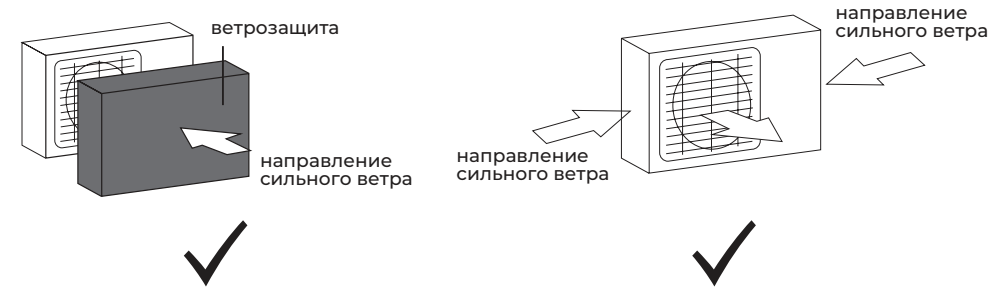 ветрозащита
направление
сильного ветра
направление
сильного ветра
направление
сильного ветра